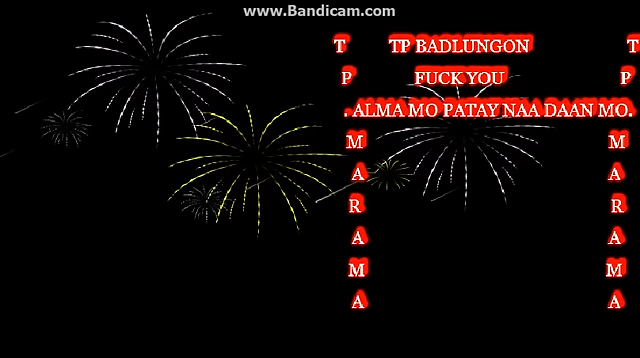 www.Bandicam.com
T TP BADLUNGON T
P FUCK YOU P
. ALMA MO PATAY NAA DAAN MO.
M M
A A
R R
A A
M M
A A